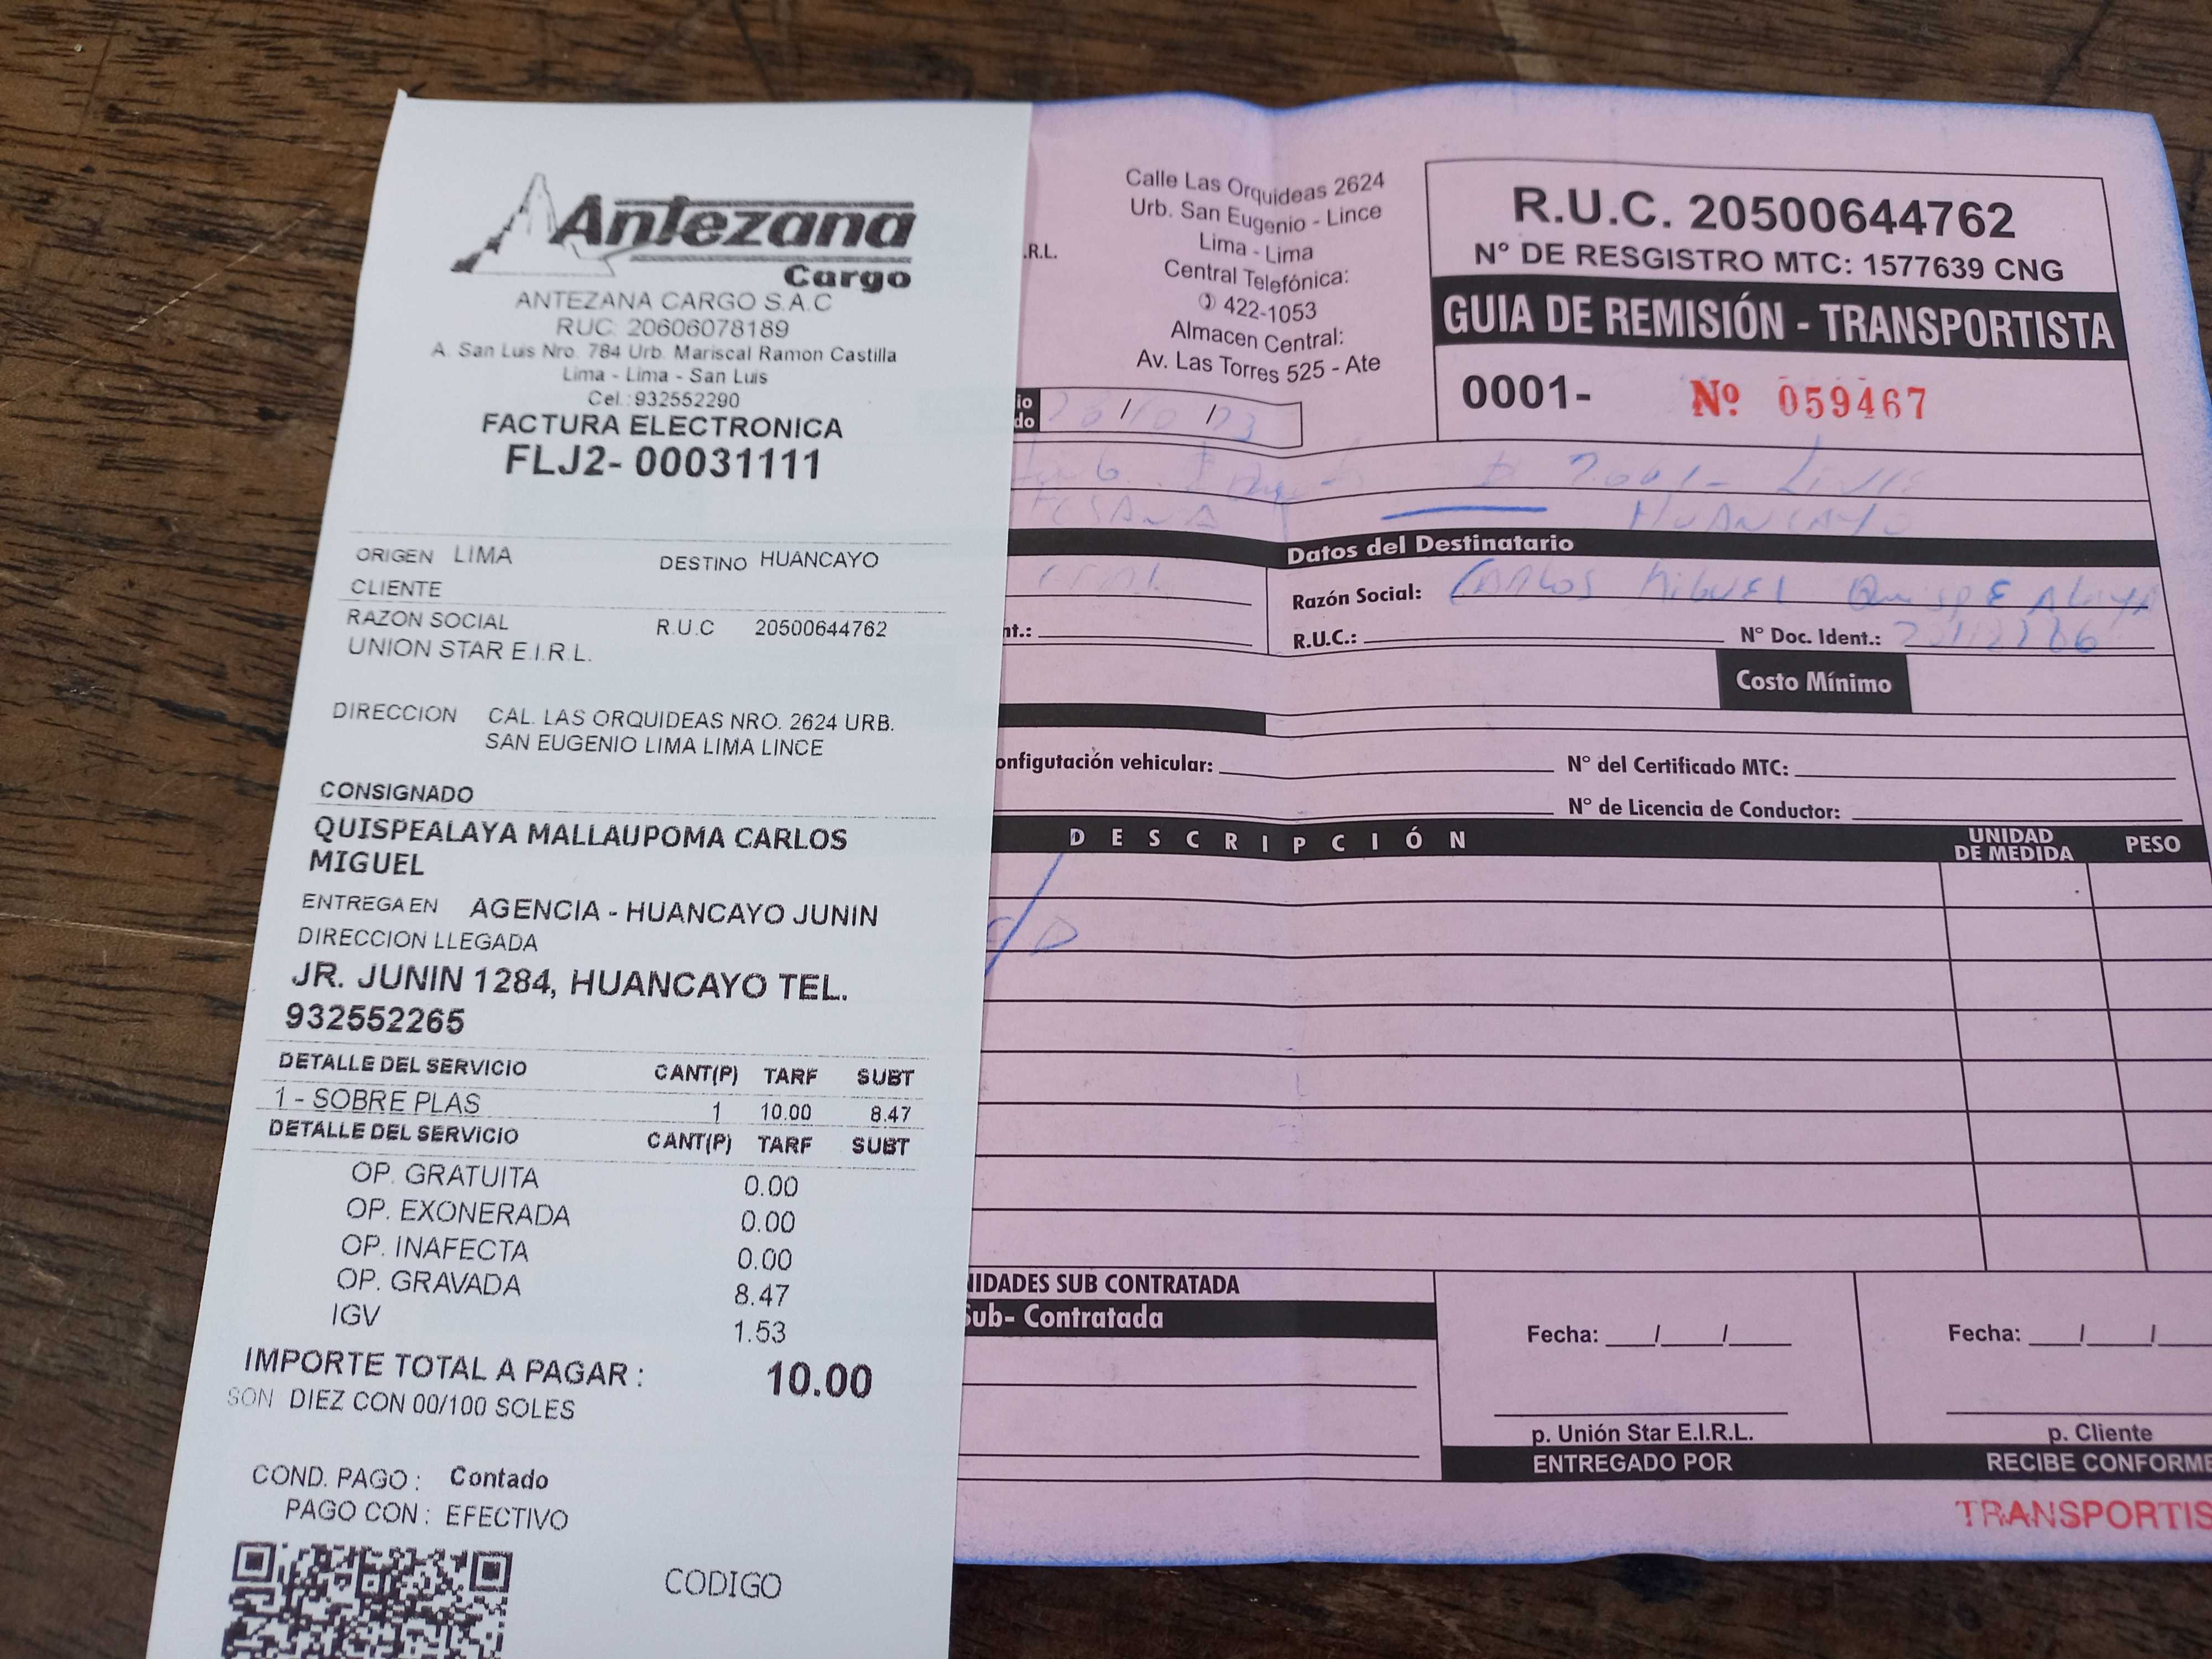 Antezana
Cargo
ANTEZANA CARGO S.A.C
RUC: 20606078189
A. San Luis Nro. 784 Urb. Mariscal Ramon Castilla
Lima - Lima - San Luis
Cel.:932552290
FACTURA ELECTRONICA
FLJ2- 00031111
ORIGEN LIMA DESTINO HUANCAYO
CLIENTE
RAZON SOCIAL R.U.C 20500644762
UNION STAR E.I.R.L.
DIRECCION CAL. LAS ORQUIDEAS NRO. 2624 URB.
SAN EUGENIO LIMA LIMA LINCE
CONSIGNADO
QUISPEALAYA MALLAUPOMA CARLOS
MIGUEL
ENTREGA EN AGENCIA - HUANCAYO JUNIN
DIRECCION LLEGADA
JR. JUNIN 1284, HUANCAYO TEL.
932552265
DETALLE DEL SERVICIO CANT(P) TARF SUBT
1 - SOBRE PLAS 1 10.00 8.47
DETALLE DEL SERVICIO CANT(P) TARF SUBT
OP. GRATUITA 0.00
OP. EXONERADA 0.00
OP. INAFECTA 0.00
OP. GRAVADA 8.47
IGV 1.53
IMPORTE TOTAL A PAGAR : 10.00
SON DIEZ CON 00/100 SOLES
COND. PAGO : Contado
PAGO CON : EFECTIVO
CODIGO
.R.L.
Calle Las Orquideas 2624
Urb. San Eugenio - Lince
Lima - Lima
Central Telefónica:
422-1053
Almacen Central:
Av. Las Torres 525 - Ate
R.U.C. 20500644762
N° DE RESGISTRO MTC: 1577639 CNG
GUIA DE REMISIÓN - TRANSPORTISTA
0001- Nº 059467
io
do
HUANCAYO
Datos del Destinatario
Razón Social: CARLOS MIGUEL QuispE AlAyA
nt.: R.U.C.: N° Doc. Ident.:
Costo Mínimo
onfigutación vehicular: N° del Certificado MTC:
N° de Licencia de Conductor:
DESCRIPCIÓN UNIDAD DE MEDIDA PESO
NIDADES SUB CONTRATADA
Sub- Contratada
Fecha: / / Fecha: / /
p. Unión Star E.I.R.L. p. Cliente
ENTREGADO POR RECIBE CONFORME
TRANSPORTIS